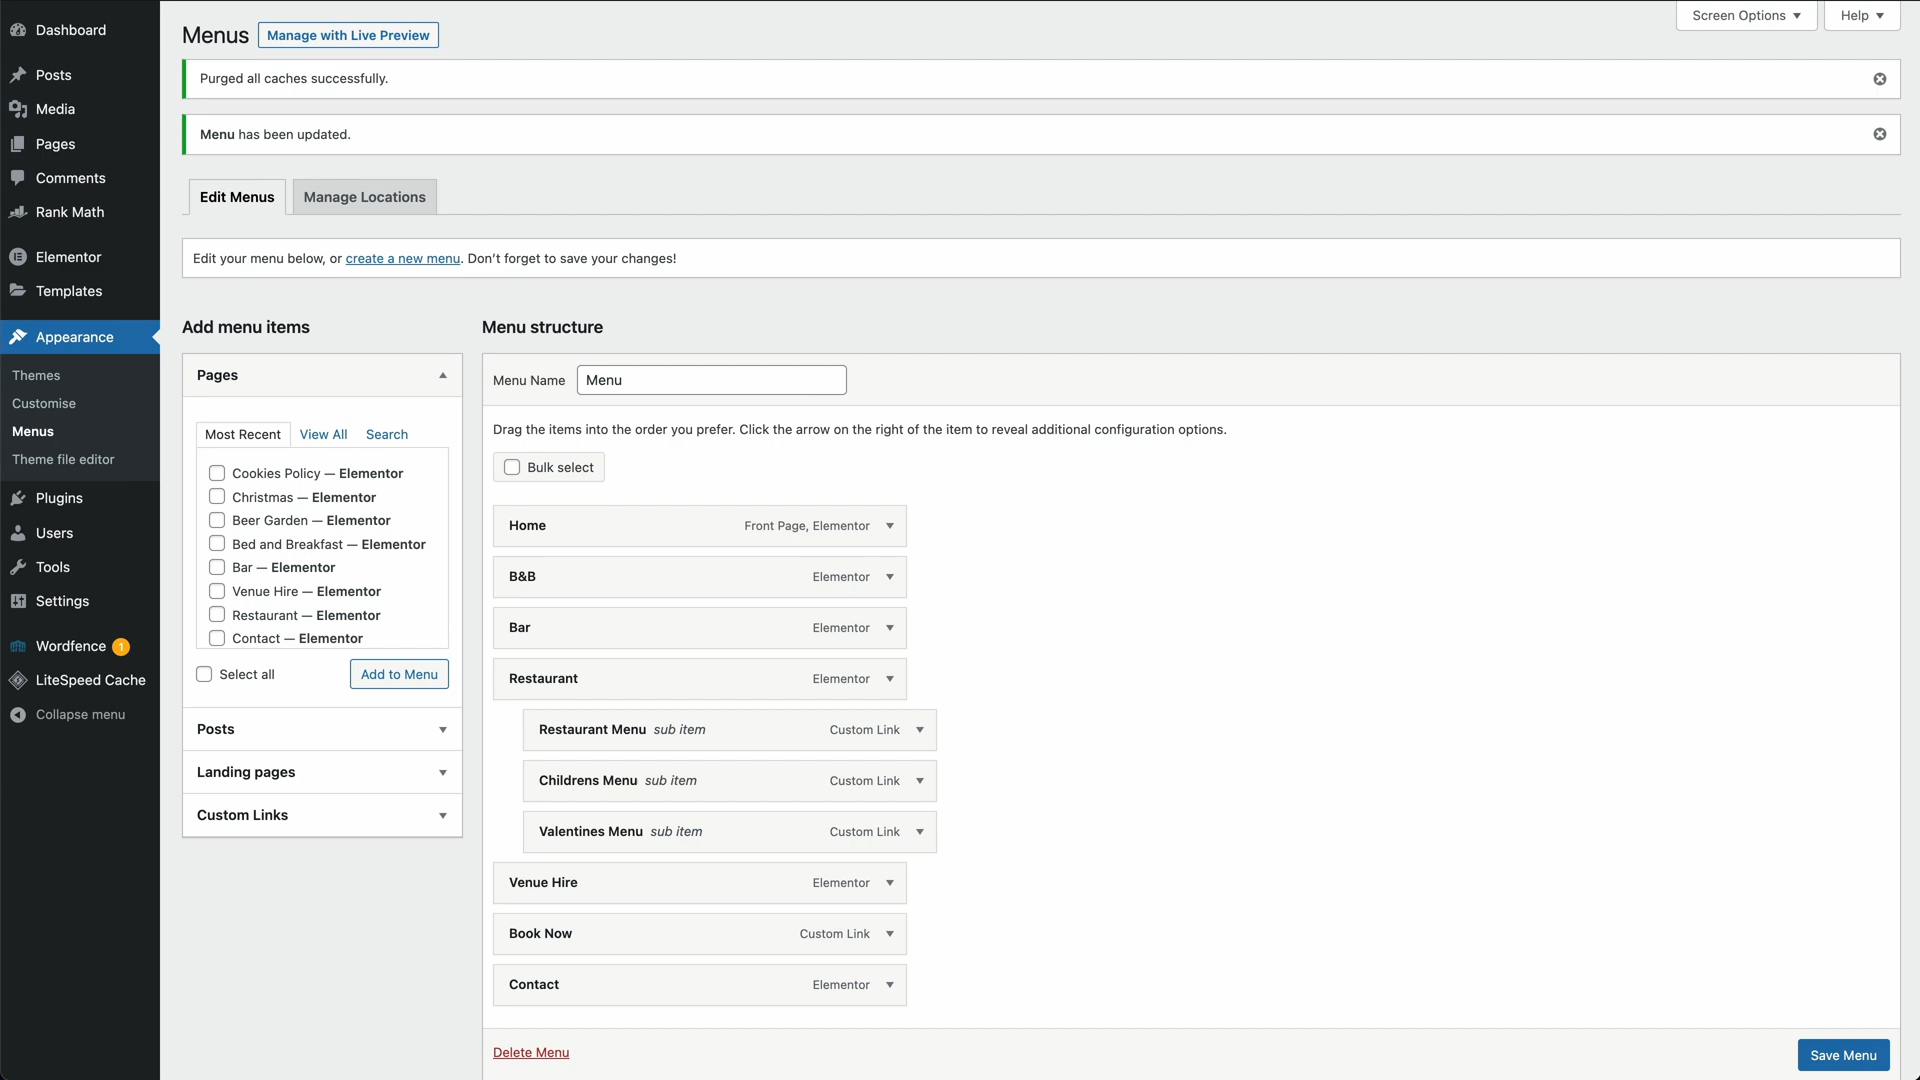 Dashboard
Posts
Media
Pages
Comments
Rank Math
Elementor
Templates
Appearance
Themes
Customise
Menus
Theme file editor
Plugins
Users
Tools
Settings
Wordfence 1
LiteSpeed Cache
Collapse menu
Screen Options
Help
Menus Manage with Live Preview
Purged all caches successfully.
Menu has been updated.
Edit Menus Manage Locations
Edit your menu below, or create a new menu. Don't forget to save your changes!
Add menu items
Pages
Most Recent View All Search
Cookies Policy — Elementor
Christmas — Elementor
Beer Garden — Elementor
Bed and Breakfast — Elementor
Bar — Elementor
Venue Hire — Elementor
Restaurant — Elementor
Contact — Elementor
Select all Add to Menu
Posts
Landing pages
Custom Links
Menu structure
Menu Name Menu
Drag the items into the order you prefer. Click the arrow on the right of the item to reveal additional configuration options.
Bulk select
Home Front Page, Elementor
B&B Elementor
Bar Elementor
Restaurant Elementor
Restaurant Menu sub item Custom Link
Childrens Menu sub item Custom Link
Valentines Menu sub item Custom Link
Venue Hire Elementor
Book Now Custom Link
Contact Elementor
Delete Menu
Save Menu